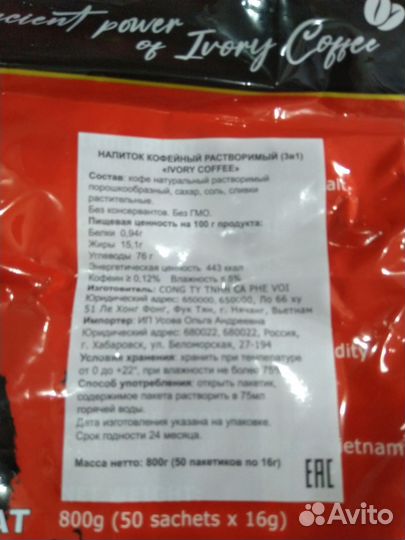 ancient power
of Ivory Coffee
НАПИТОК КОФЕЙНЫЙ РАСТВОРИМЫЙ (3в1)
«IVORY COFFEE»
Состав: кофе натуральный растворимый
порошкообразный, сахар, соль, сливки
растительные.
Без консервантов. Без ГМО.
Пищевая ценность на 100 г продукта:
Белки 0,94г
Жиры 15,1г
Углеводы 76 г
Энергетическая ценность 443 ккал
Кофеин ≥ 0,12% Влажность ≤ 5%
Изготовитель: CONG TY TNHH CA PHE VOI
Юридический адрес: 650000, 650000, Ло 66 ку
51 Ле Хонг Фонг, Фук Тян, г. Нячанг, Вьетнам
Импортер: ИП Усова Ольга Андреевна
Юридический адрес: 680022, 680022, Россия,
г. Хабаровск, ул. Беломорская, 27-194
Условия хранения: хранить при температуре
от 0 до +22°, при влажности не более 75%
Способ употребления: открыть пакетик,
содержимое пакета растворить в 75мл
горячей воды.
Дата изготовления указана на упаковке.
Срок годности 24 месяца.
Масса нетто: 800г (50 пакетиков по 16г)
EAC
dity
ietnam
AT 800g (50 sachets x 16g)
Avito